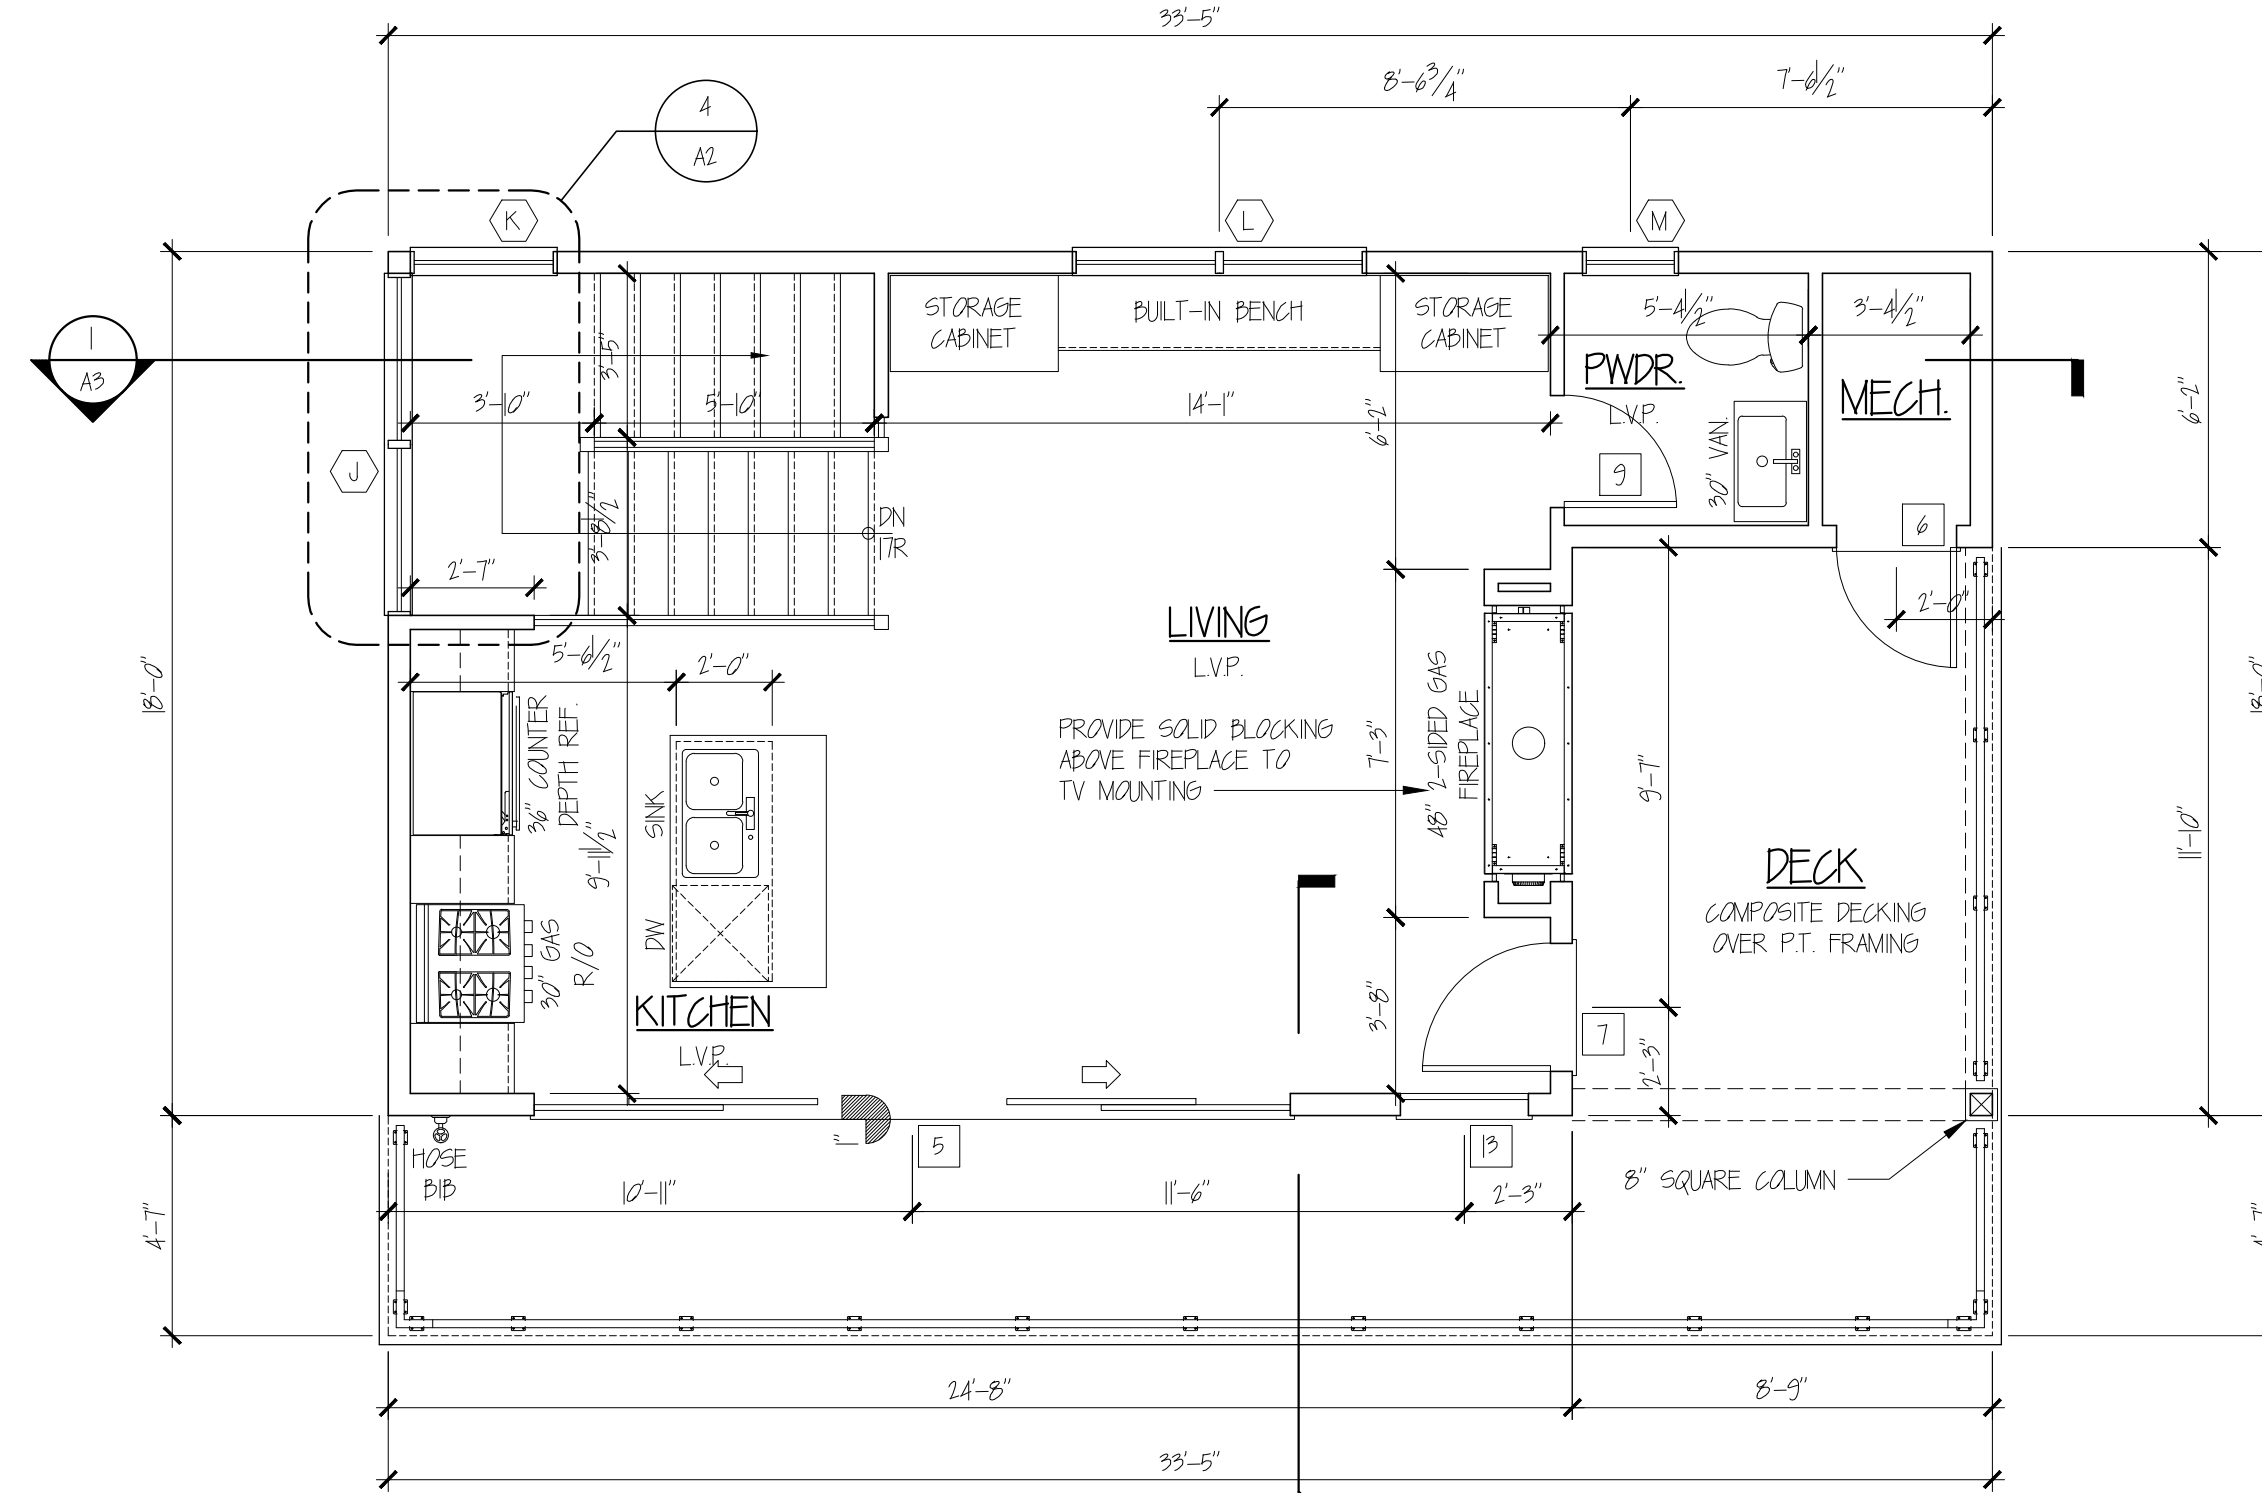 33'-5"
8'-6 3/4"
7'-6 1/2"
4
A2
K
L
M
STORAGE
CABINET
BUILT-IN BENCH
STORAGE
CABINET
5'-4 1/2"
3'-4 1/2"
1
A3
3'-5"
PWDR.
L.V.P.
MECH.
3'-10"
5'-10"
14'-1"
6'-2"
6'-2"
30" VAN.
J
9
6
3'-8 1/2"
DN
17R
2'-7"
2'-0"
LIVING
L.V.P.
18'-0"
5'-6 1/2"
2'-0"
18'-0"
36" COUNTER
DEPTH REF.
PROVIDE SOLID BLOCKING
ABOVE FIREPLACE TO
TV MOUNTING
7'-3"
48" 2-SIDED GAS
FIREPLACE
9'-7"
SINK
9'-11 1/2"
11'-10"
DECK
COMPOSITE DECKING
OVER P.T. FRAMING
DW
30" GAS
R/O
KITCHEN
L.V.P.
3'-8"
7
2'-3"
HOSE
BIB
1"
5
13
8" SQUARE COLUMN
10'-11"
11'-6"
2'-3"
4'-7"
4'-7"
24'-8"
8'-9"
33'-5"